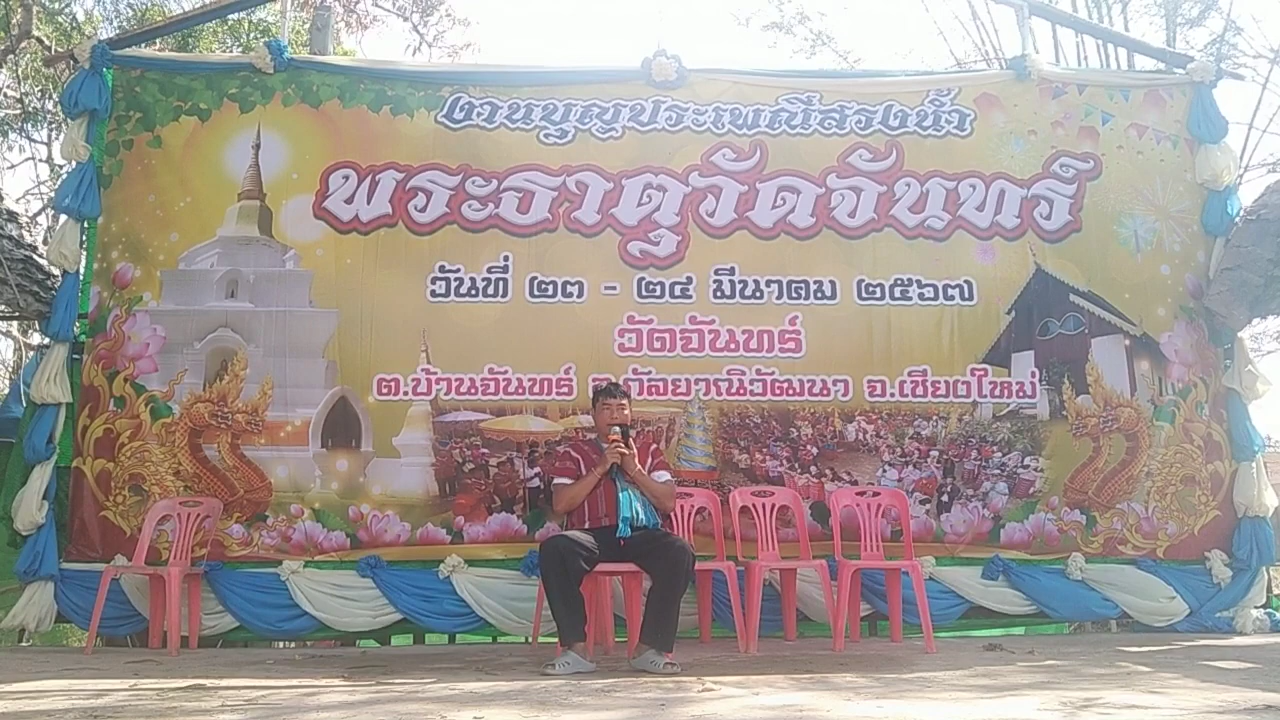 งานบุญประเพณีสรงน้ำ
พระธาตุวัดจันทร์
วันที่ ๒๓ - ๒๔ มีนาคม ๒๕๖๗
วัดจันทร์
ต.บ้านจันทร์ อ.กัลยาณิวัฒนา จ.เชียงใหม่